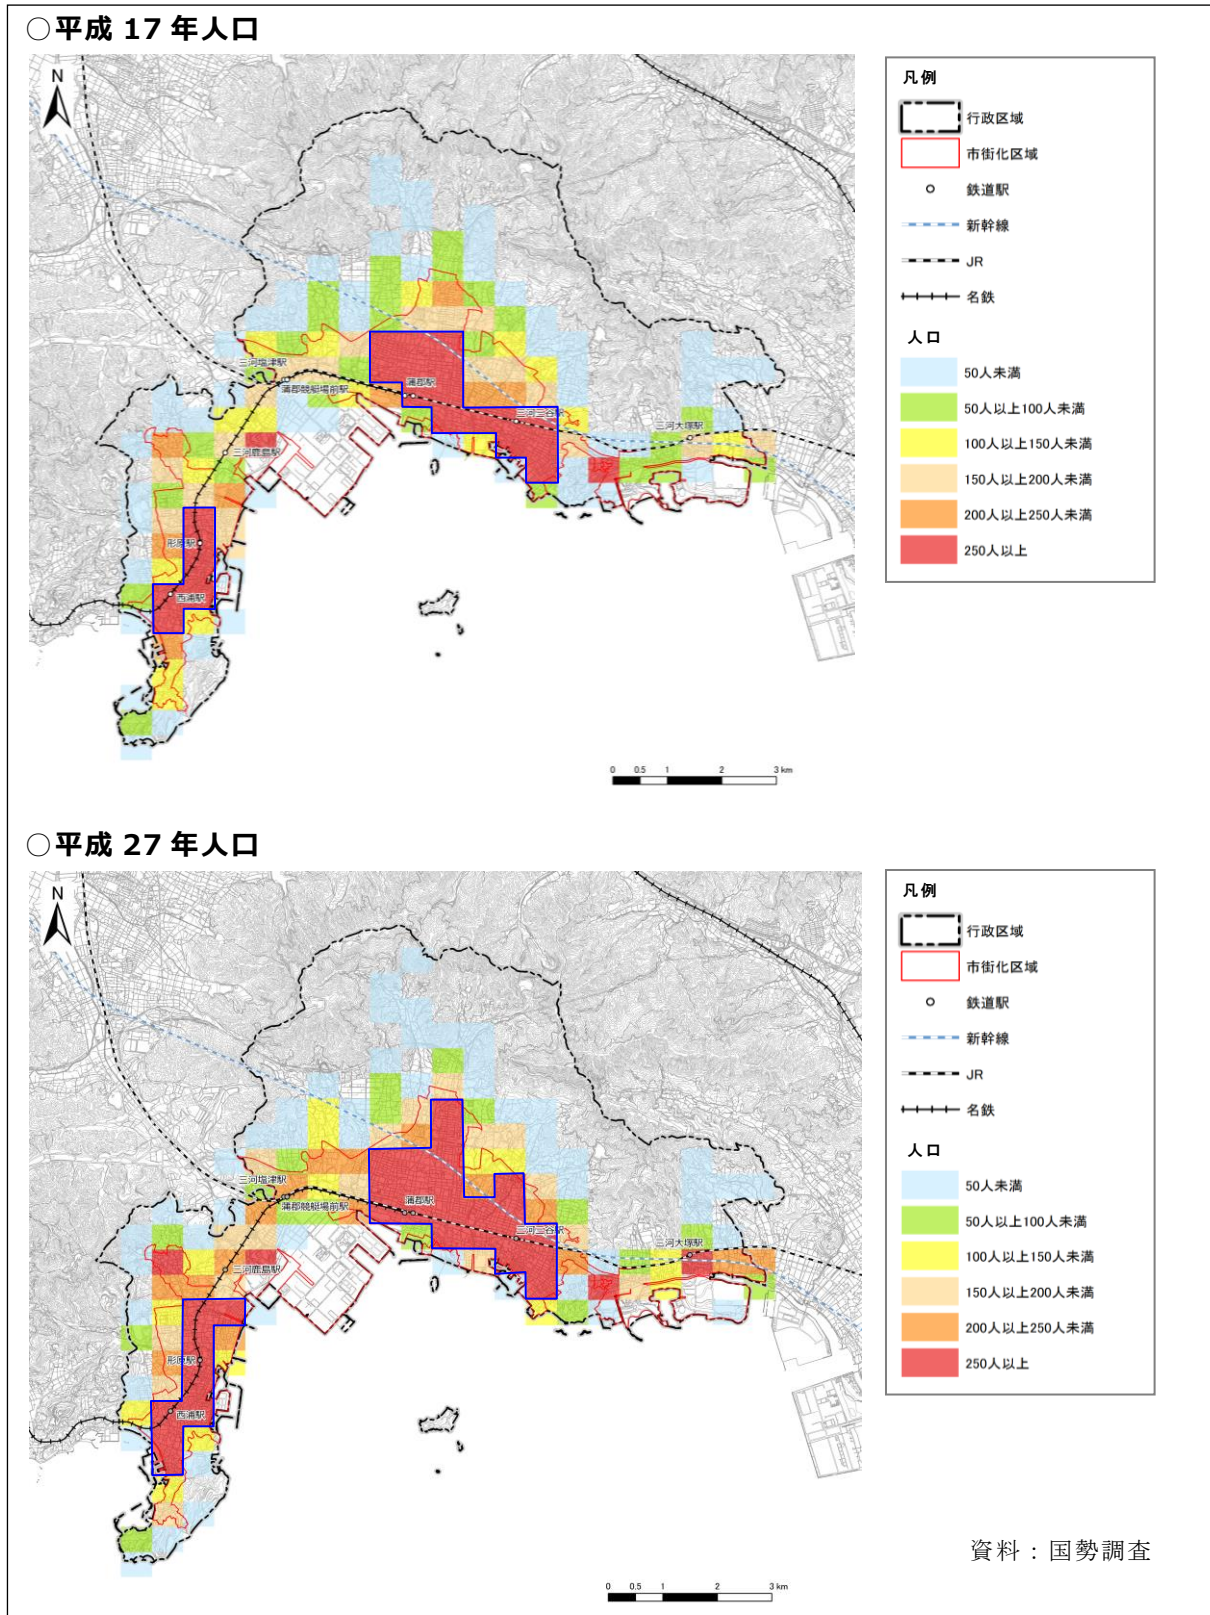 ○平成 17 年人口
N
三河塩津駅
蒲郡競艇場前駅
蒲郡駅
三河三谷駅
三河大塚駅
三河鹿島駅
形原駅
西浦駅
0 0.5 1 2 3 km
凡例
行政区域
市街化区域
鉄道駅
新幹線
JR
名鉄
人口
50人未満
50人以上100人未満
100人以上150人未満
150人以上200人未満
200人以上250人未満
250人以上
○平成 27 年人口
N
三河塩津駅
蒲郡競艇場前駅
蒲郡駅
三河三谷駅
三河大塚駅
三河鹿島駅
形原駅
西浦駅
0 0.5 1 2 3 km
凡例
行政区域
市街化区域
鉄道駅
新幹線
JR
名鉄
人口
50人未満
50人以上100人未満
100人以上150人未満
150人以上200人未満
200人以上250人未満
250人以上
資料：国勢調査